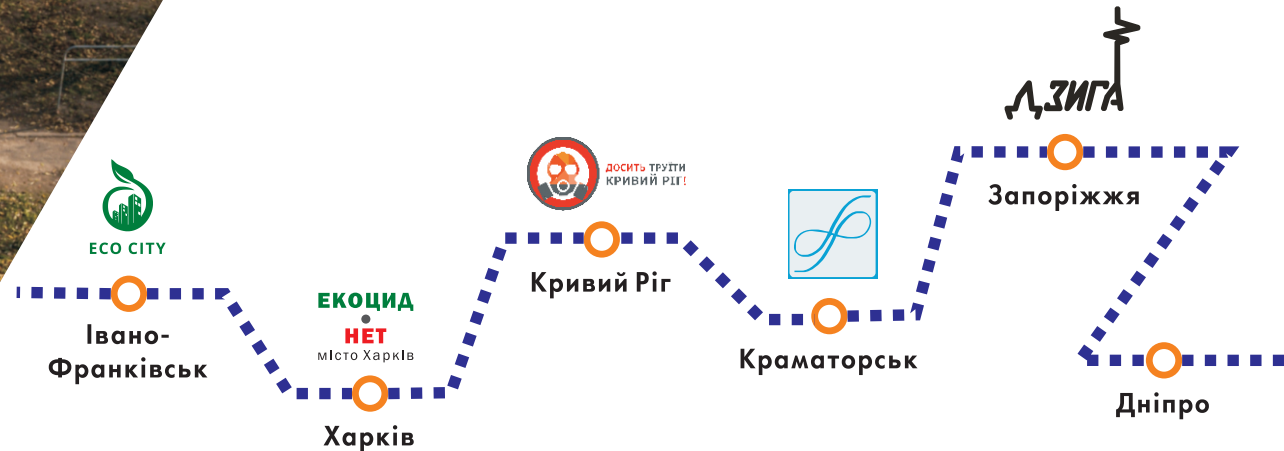 ECO CITY
Івано-
Франківськ
ЕКОЦИД
НЕТ
місто Харків
Харків
ДОСИТЬ ТРУЇТИ
КРИВИЙ РІГ!
Кривий Ріг
Краматорськ
ДЗИГА
Запоріжжя
Дніпро